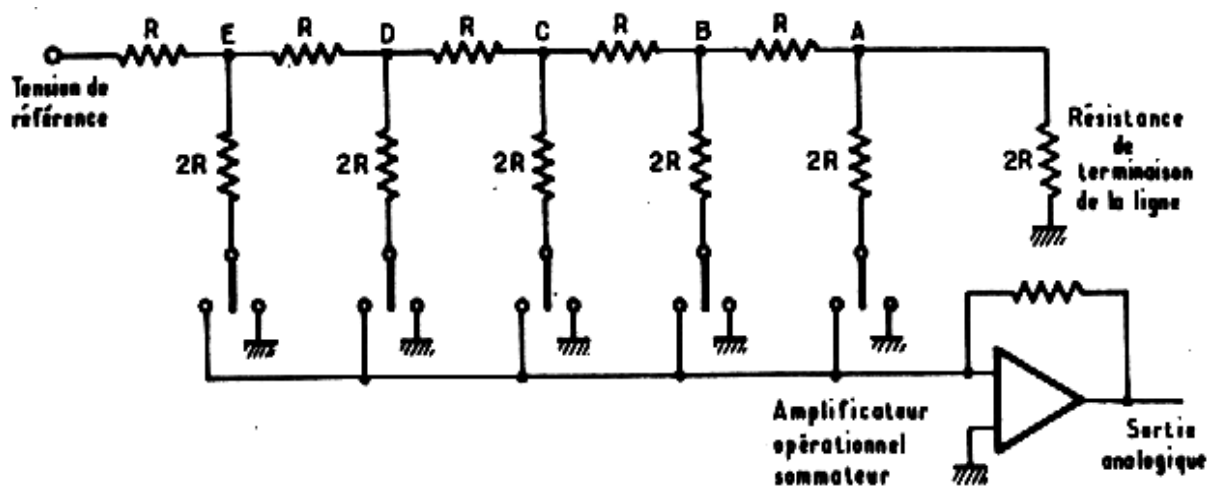 R E R D R C R B R A
Tension de
référence
2R 2R 2R 2R 2R 2R
Résistance
de
terminaison
de la ligne
Amplificateur
opérationnel
sommateur
Sortie
analogique